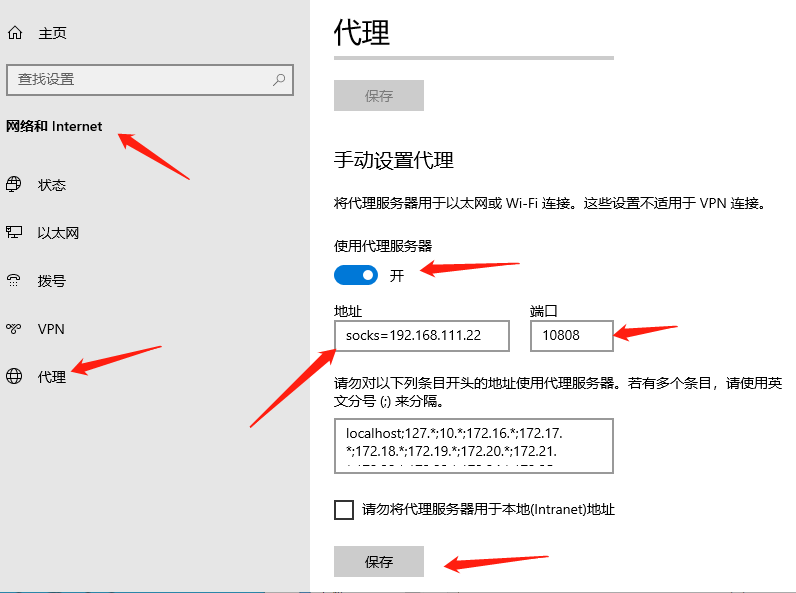 主页
查找设置
网络和 Internet
状态
以太网
拨号
VPN
代理
代理
保存
手动设置代理
将代理服务器用于以太网或 Wi-Fi 连接。这些设置不适用于 VPN 连接。
使用代理服务器
开
地址
端口
socks=192.168.111.22
10808
请勿对以下列条目开头的地址使用代理服务器。若有多个条目，请使用英
文分号 (;) 来分隔。
localhost;127.*;10.*;172.16.*;172.17.
*;172.18.*;172.19.*;172.20.*;172.21.
请勿将代理服务器用于本地(Intranet)地址
保存